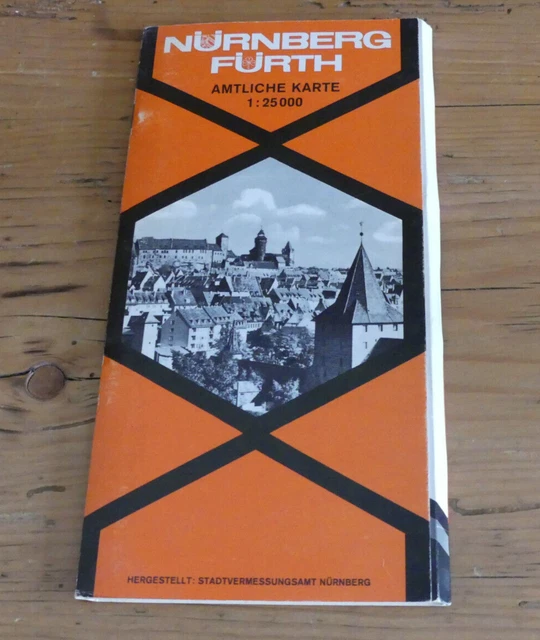 NÜRNBERG
FÜRTH
AMTLICHE KARTE
1:25000
HERGESTELLT: STADTVERMESSUNGSAMT NÜRNBERG